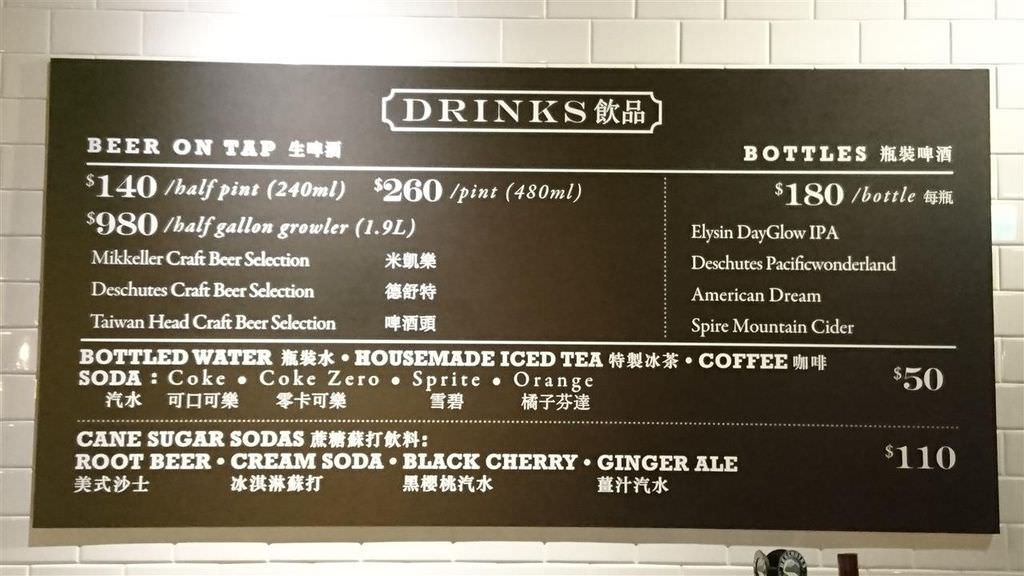 DRINKS 飲品
BEER ON TAP 生啤酒
$140 /half pint (240ml) $260 /pint (480ml)
$980 /half gallon growler (1.9L)
Mikkeller Craft Beer Selection 米凱樂
Deschutes Craft Beer Selection 德舒特
Taiwan Head Craft Beer Selection 啤酒頭
BOTTLES 瓶裝啤酒
$180 /bottle 每瓶
Elysin DayGlow IPA
Deschutes Pacificwonderland
American Dream
Spire Mountain Cider
BOTTLED WATER 瓶裝水 • HOUSEMADE ICED TEA 特製冰茶 • COFFEE 咖啡
SODA : Coke • Coke Zero • Sprite • Orange $50
汽水 可口可樂 零卡可樂 雪碧 橘子芬達
CANE SUGAR SODAS 蔗糖蘇打飲料:
ROOT BEER • CREAM SODA • BLACK CHERRY • GINGER ALE $110
美式沙士 冰淇淋蘇打 黑櫻桃汽水 薑汁汽水